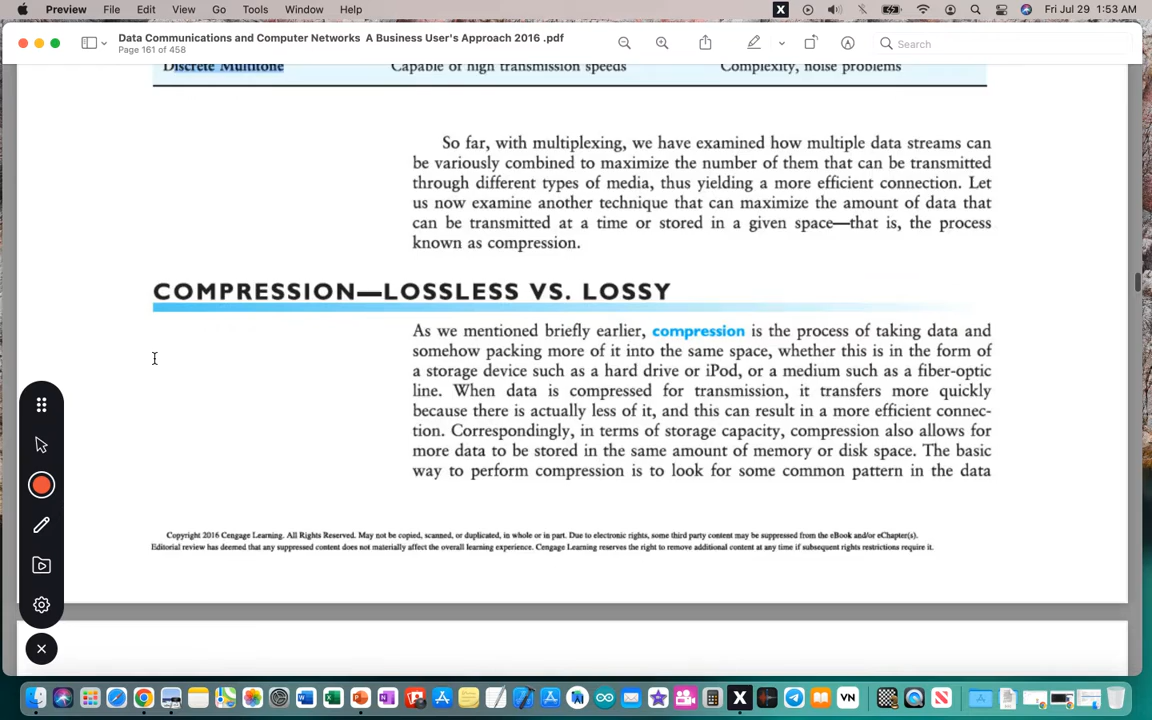 Preview File Edit View Go Tools Window Help
X
Fri Jul 29 1:53 AM
Data Communications and Computer Networks A Business User's Approach 2016 .pdf
Page 161 of 458
Search
Discrete Multitone Capable of high transmission speeds Complexity, noise problems
So far, with multiplexing, we have examined how multiple data streams can
be variously combined to maximize the number of them that can be transmitted
through different types of media, thus yielding a more efficient connection. Let
us now examine another technique that can maximize the amount of data that
can be transmitted at a time or stored in a given space—that is, the process
known as compression.
COMPRESSION—LOSSLESS VS. LOSSY
As we mentioned briefly earlier, compression is the process of taking data and
somehow packing more of it into the same space, whether this is in the form of
a storage device such as a hard drive or iPod, or a medium such as a fiber-optic
line. When data is compressed for transmission, it transfers more quickly
because there is actually less of it, and this can result in a more efficient connec-
tion. Correspondingly, in terms of storage capacity, compression also allows for
more data to be stored in the same amount of memory or disk space. The basic
way to perform compression is to look for some common pattern in the data
Copyright 2016 Cengage Learning. All Rights Reserved. May not be copied, scanned, or duplicated, in whole or in part. Due to electronic rights, some third party content may be suppressed from the eBook and/or eChapter(s).
Editorial review has deemed that any suppressed content does not materially affect the overall learning experience. Cengage Learning reserves the right to remove additional content at any time if subsequent rights restrictions require it.
X
VN